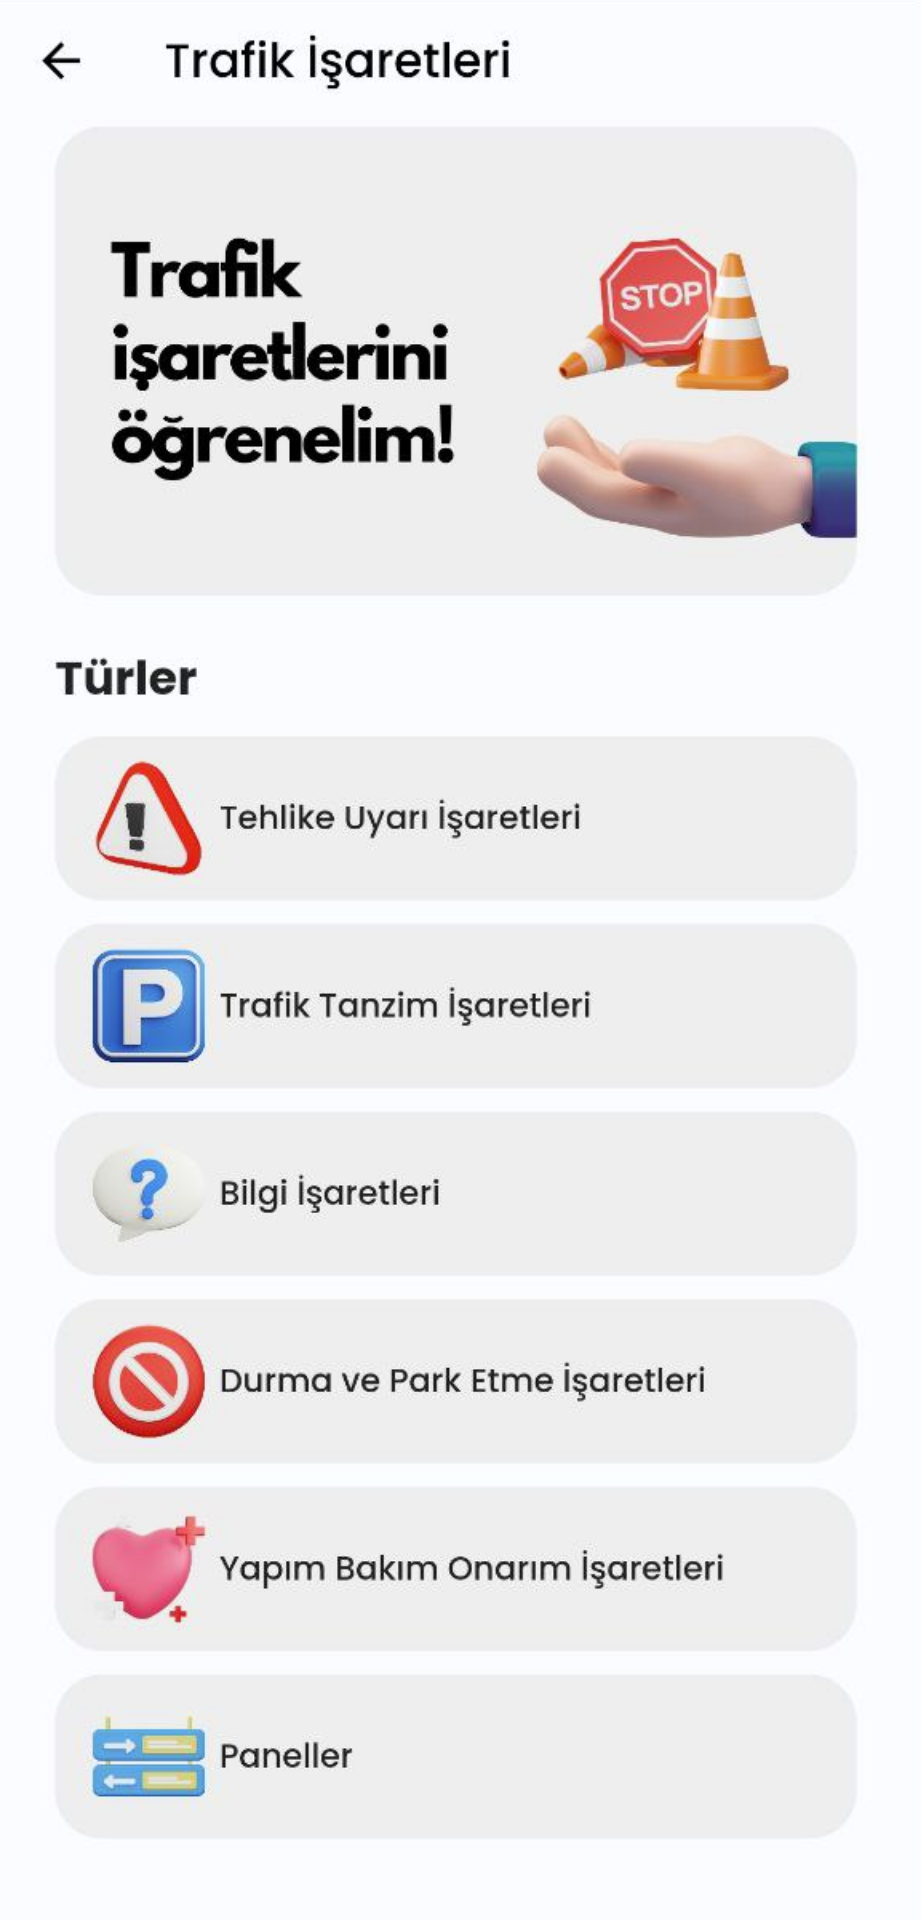 Trafik İşaretleri
Trafik
işaretlerini
öğrenelim!
STOP
Türler
Tehlike Uyarı İşaretleri
Trafik Tanzim İşaretleri
Bilgi İşaretleri
Durma ve Park Etme İşaretleri
Yapım Bakım Onarım İşaretleri
Paneller